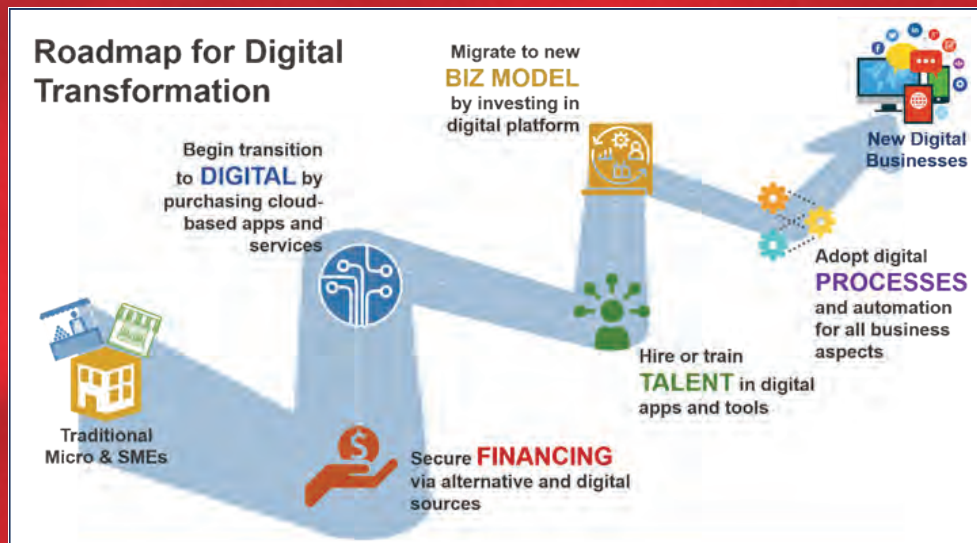 Roadmap for Digital
Transformation
Traditional
Micro & SMEs
Secure FINANCING
via alternative and digital
sources
Begin transition
to DIGITAL by
purchasing cloud-
based apps and
services
Hire or train
TALENT in digital
apps and tools
Migrate to new
BIZ MODEL
by investing in
digital platform
Adopt digital
PROCESSES
and automation
for all business
aspects
New Digital
Businesses